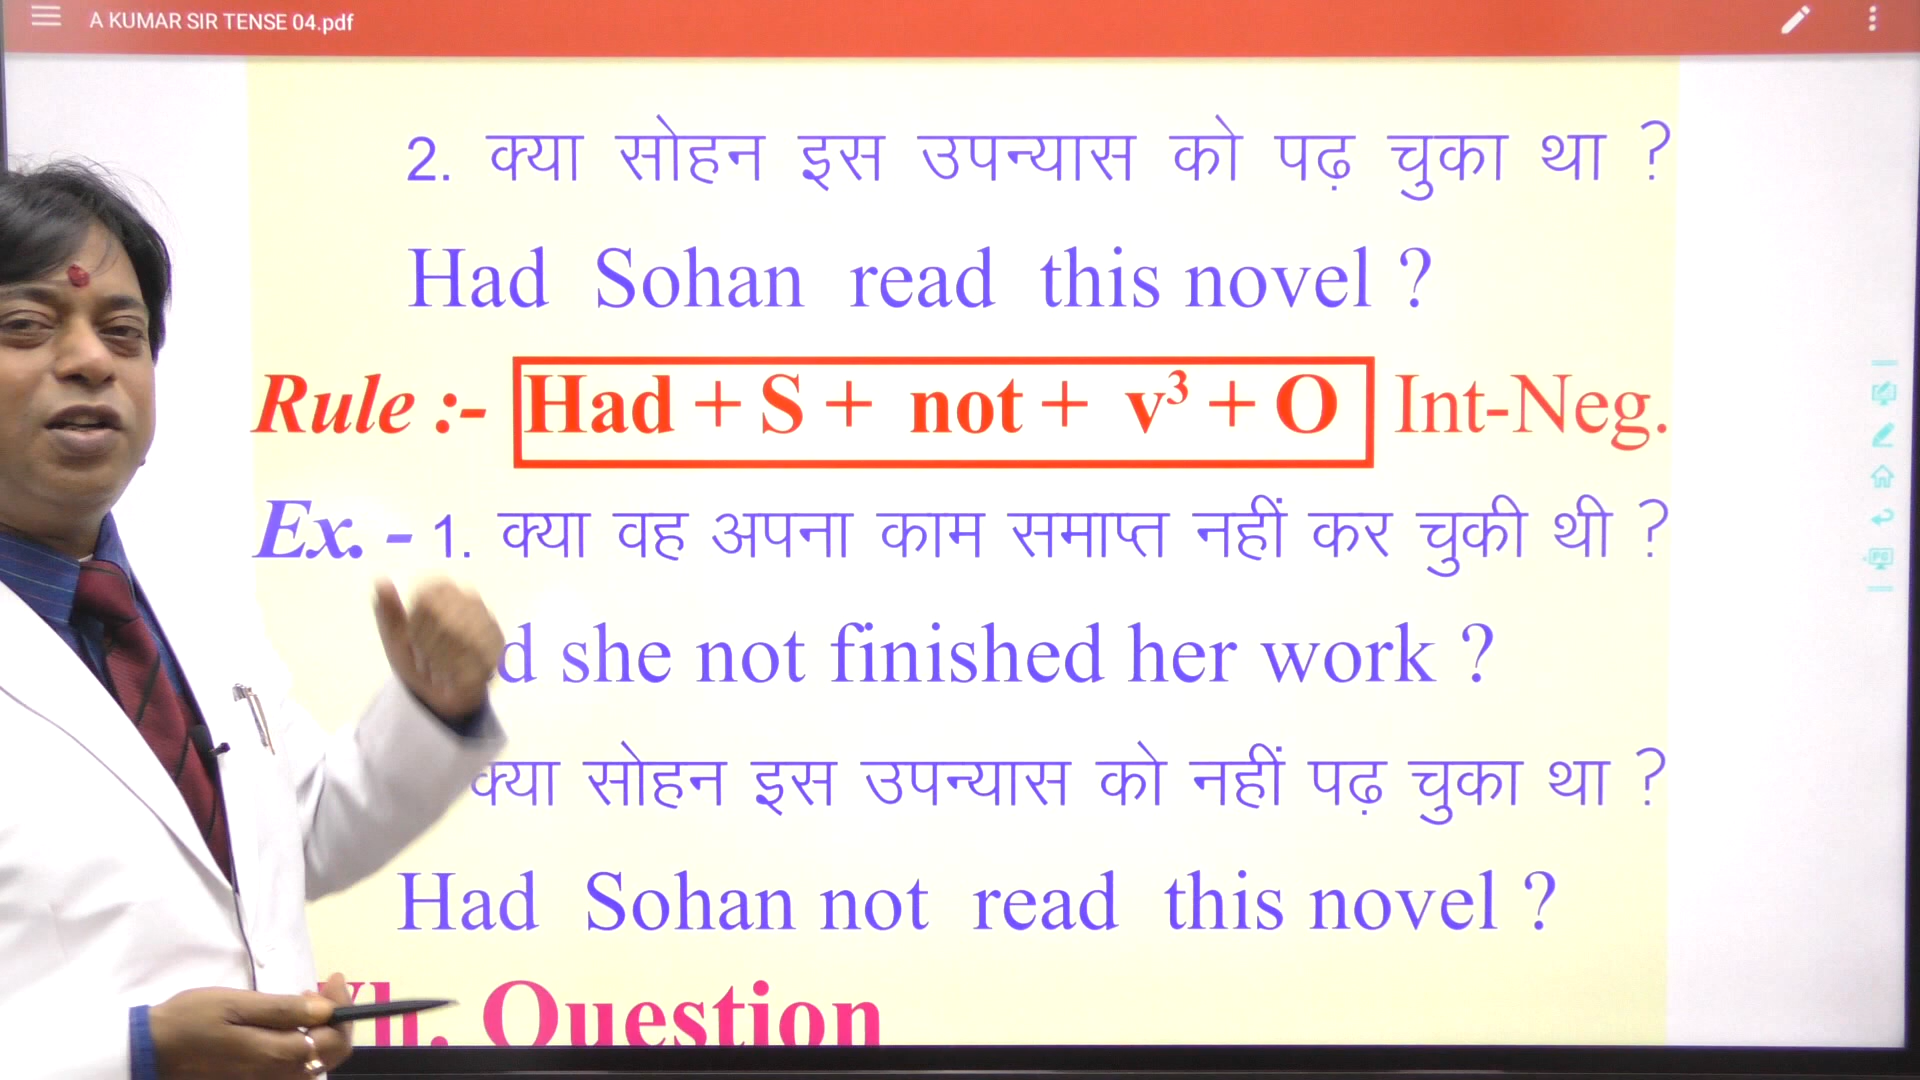 A KUMAR SIR TENSE 04.pdf
2. क्या सोहन इस उपन्यास को पढ़ चुका था ?
Had Sohan read this novel ?
Rule :- Had + S + not + v³ + O Int-Neg.
Ex. - 1. क्या वह अपना काम समाप्त नहीं कर चुकी थी ?
she not finished her work ?
क्या सोहन इस उपन्यास को नहीं पढ़ चुका था ?
Had Sohan not read this novel ?
Question